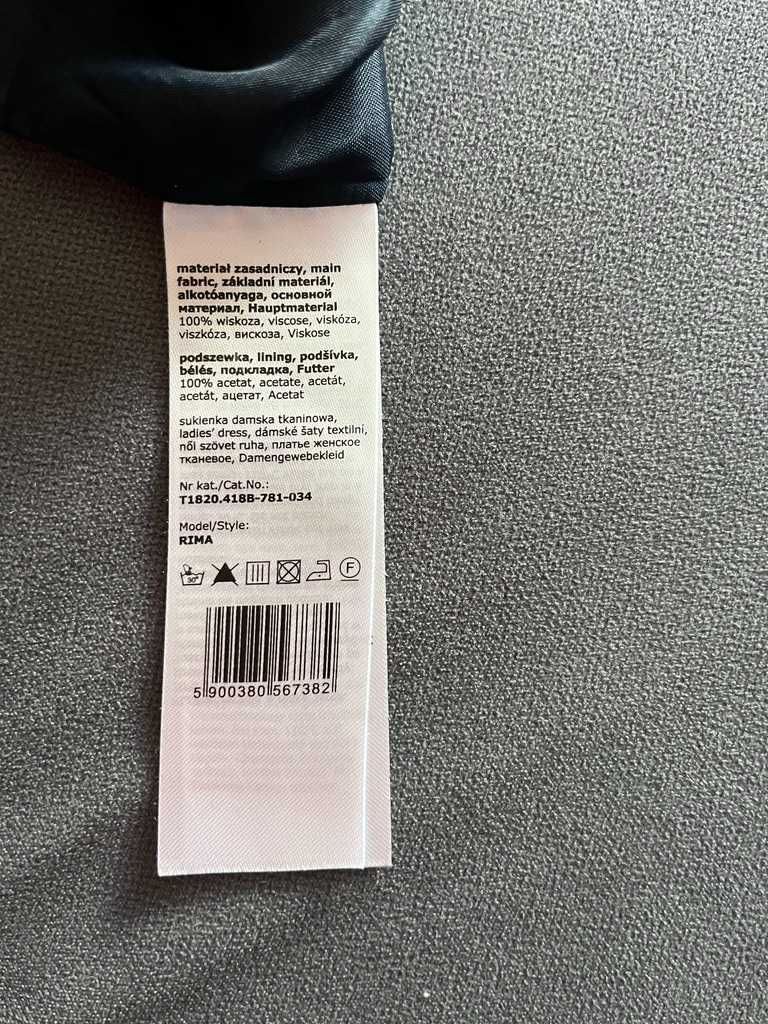 materiał zasadniczy, main
fabric, základní materiál,
alkotóanyaga, основной
материал, Hauptmaterial
100% wiskoza, viscose, viskóza,
viszkóza, вискоза, Viskose
podszewka, lining, podšívka,
bélés, подкладка, Futter
100% acetat, acetate, acetát,
acetát, ацетат, Acetat
sukienka damska tkaninowa,
ladies' dress, dámské šaty textilni,
nől szövet ruha, платье женское
тканевое, Damengewebekleid
Nr kat./Cat.No.:
T1820.418B-781-034
Model/Style:
RIMA
30° F
5 900380 567382